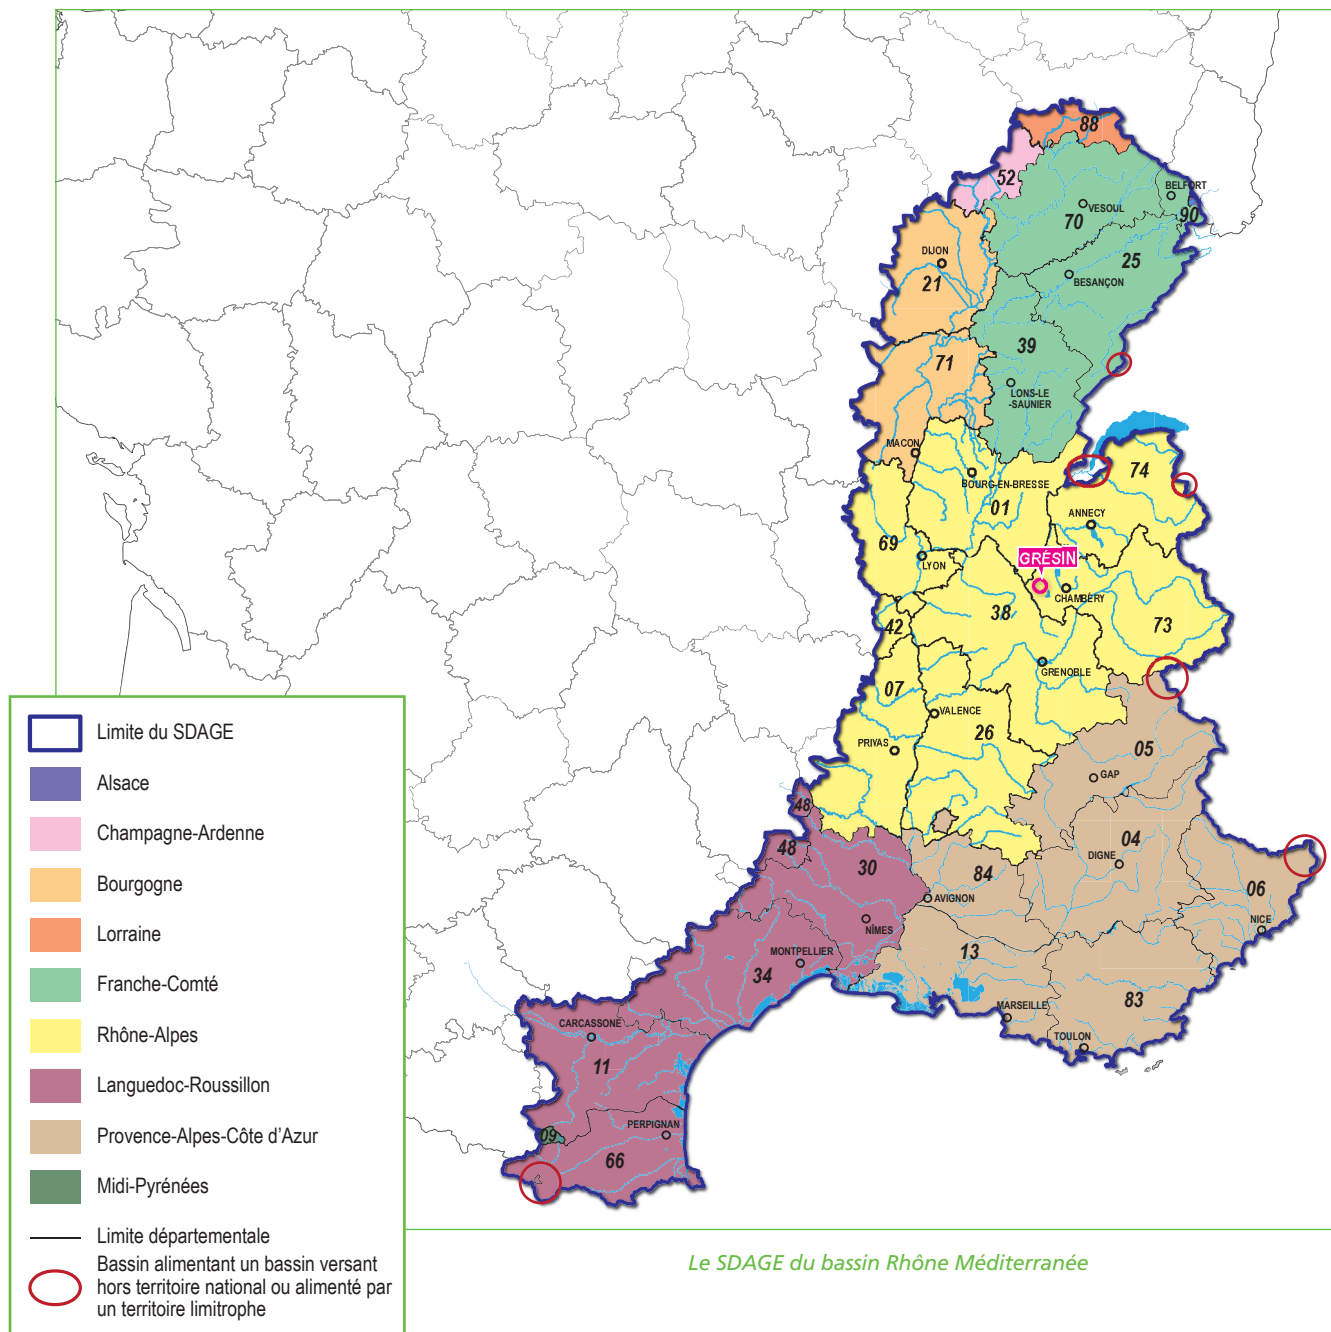 88
52
BELFORT
VESOUL
70
90
DIJON
25
21
BESANÇON
39
71
LONS-LE
-SAUNIER
MACON
74
BOURG-EN-BRESSE
01
ANNECY
69
GRÉSIN
LYON
CHAMBÉRY
38
42
73
GRENOBLE
07
VALENCE
26
PRIVAS
05
GAP
48
48
04
30
DIGNE
84
06
AVIGNON
NÎMES
NICE
13
MONTPELLIER
34
83
MARSEILLE
CARCASSONE
TOULON
11
PERPIGNAN
09
66
Limite du SDAGE
Alsace
Champagne-Ardenne
Bourgogne
Lorraine
Franche-Comté
Rhône-Alpes
Languedoc-Roussillon
Provence-Alpes-Côte d'Azur
Midi-Pyrénées
Limite départementale
Bassin alimentant un bassin versant
hors territoire national ou alimenté par
un territoire limitrophe
Le SDAGE du bassin Rhône Méditerranée